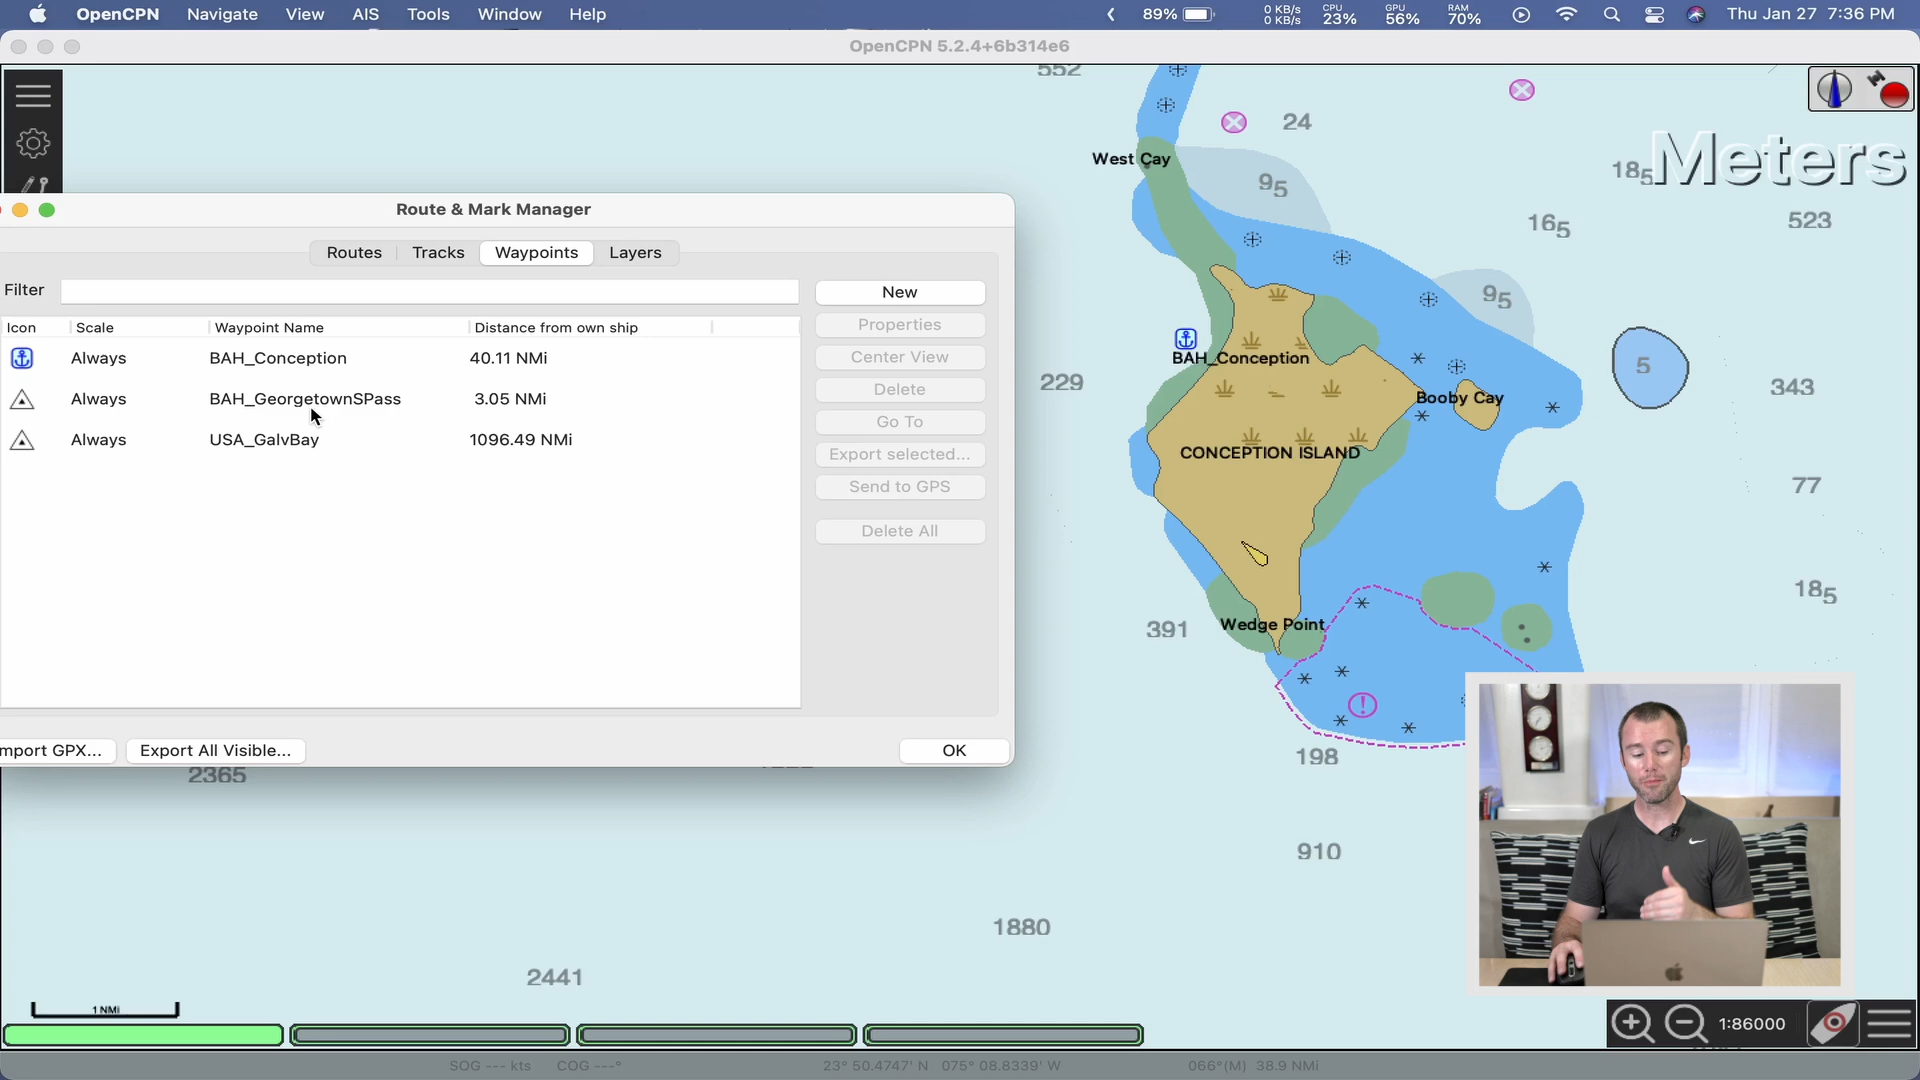 OpenCPN Navigate View AIS Tools Window Help
89% 0 KB/s 0 KB/s CPU 23% GPU 56% RAM 70% Thu Jan 27 7:36 PM
OpenCPN 5.2.4+6b314e6
552
24
West Cay
Meters
18₅
9₅
16₅
523
Route & Mark Manager
Routes Tracks Waypoints Layers
Filter
New
Icon Scale Waypoint Name Distance from own ship
Properties
Always BAH_Conception 40.11 NMi
Center View
Always BAH_GeorgetownSPass 3.05 NMi
Delete
Go To
Always USA_GalvBay 1096.49 NMi
Export selected...
Send to GPS
Delete All
mport GPX... Export All Visible... OK
9₅
BAH_Conception
5
229
343
Booby Cay
CONCEPTION ISLAND
77
18₅
391
Wedge Point
198
2365
910
1880
2441
1 NMi
1:86000
SOG --- kts COG ---° 23° 50.4747' N 075° 08.8339' W 066°(M) 38.9 NMi